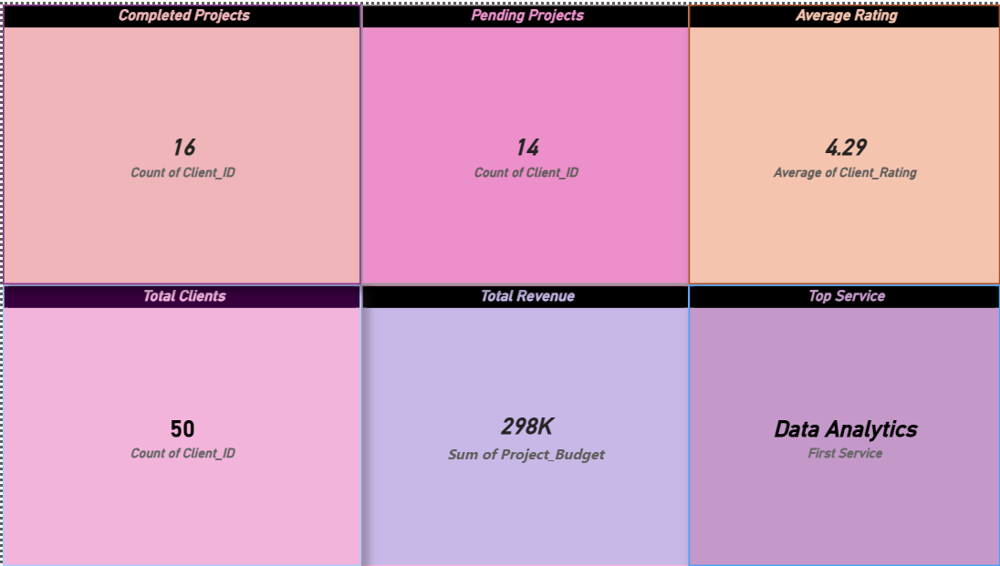 Completed Projects
16
Count of Client_ID
Pending Projects
14
Count of Client_ID
Average Rating
4.29
Average of Client_Rating
Total Clients
50
Count of Client_ID
Total Revenue
298K
Sum of Project_Budget
Top Service
Data Analytics
First Service